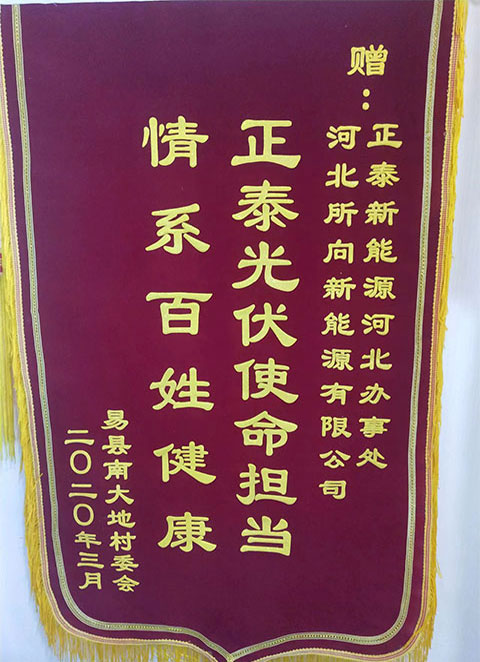 赠：
正泰新能源河北办事处
河北所向新能源有限公司
正泰光伏使命担当
情系百姓健康
易县南大地村委会
二〇二〇年三月